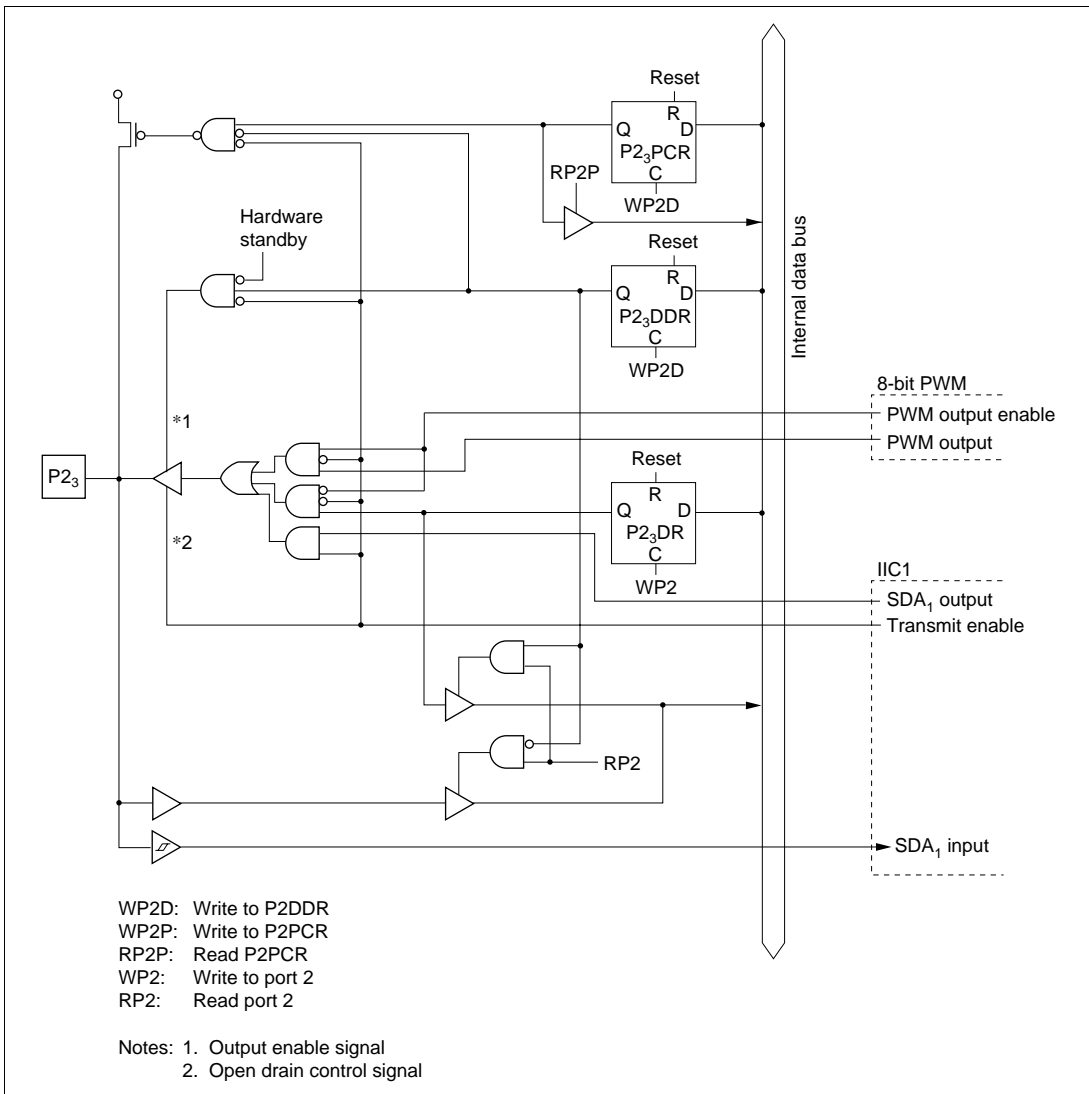 Reset
R
Q D
P2₃PCR
C
RP2P
WP2D
Hardware
standby
Reset
R
Q D
P2₃DDR
C
WP2D
Internal data bus
8-bit PWM
PWM output enable
PWM output
*1
P2₃
Reset
R
Q D
P2₃DR
C
WP2
*2
IIC1
SDA₁ output
Transmit enable
RP2
SDA₁ input
WP2D: Write to P2DDR
WP2P: Write to P2PCR
RP2P: Read P2PCR
WP2: Write to port 2
RP2: Read port 2
Notes: 1. Output enable signal
2. Open drain control signal